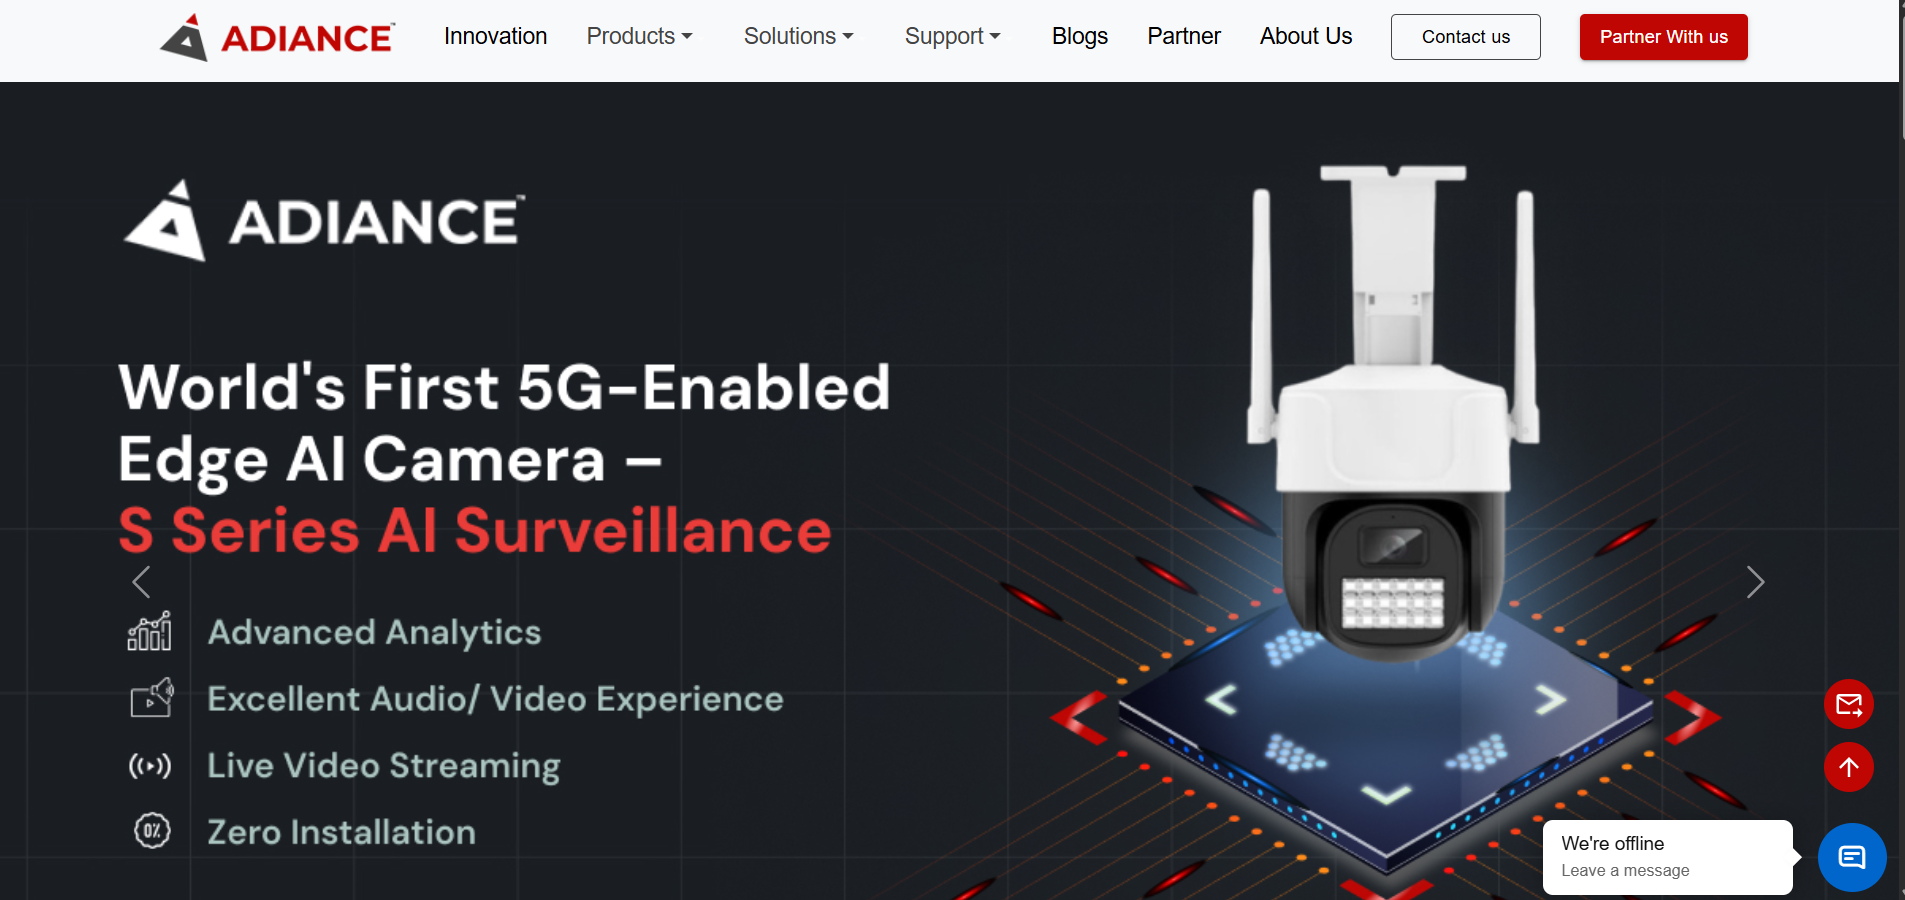 ADIANCE™
Innovation
Products
Solutions
Support
Blogs
Partner
About Us
Contact us
Partner With us
ADIANCE™
World's First 5G-Enabled
Edge AI Camera –
S Series AI Surveillance
Advanced Analytics
Excellent Audio/ Video Experience
Live Video Streaming
0%
Zero Installation
We're offline
Leave a message